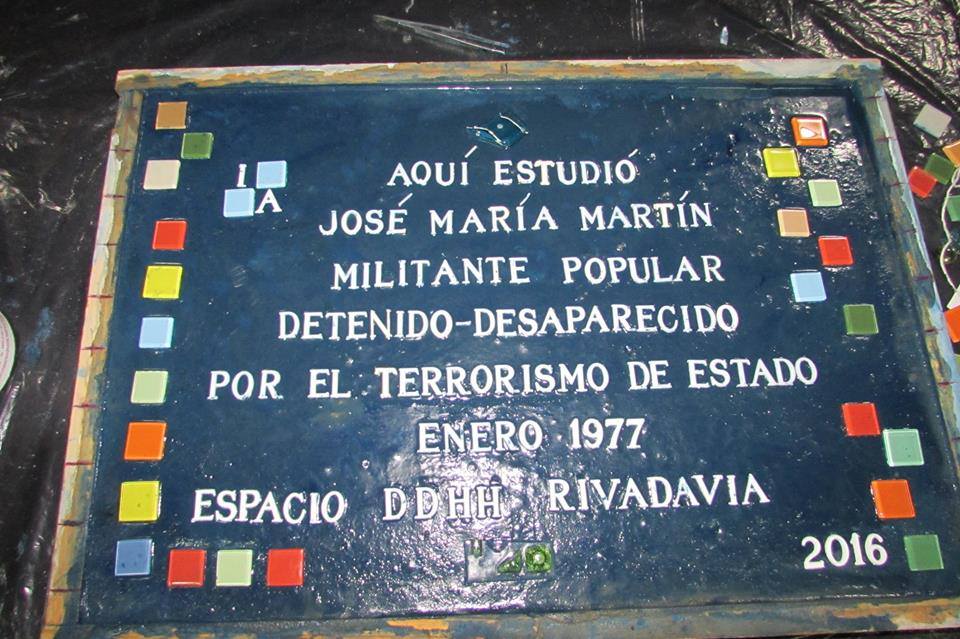 I
A
AQUÍ ESTUDIÓ
JOSÉ MARÍA MARTÍN
MILITANTE POPULAR
DETENIDO-DESAPARECIDO
POR EL TERRORISMO DE ESTADO
ENERO 1977
ESPACIO DDHH RIVADAVIA
2016